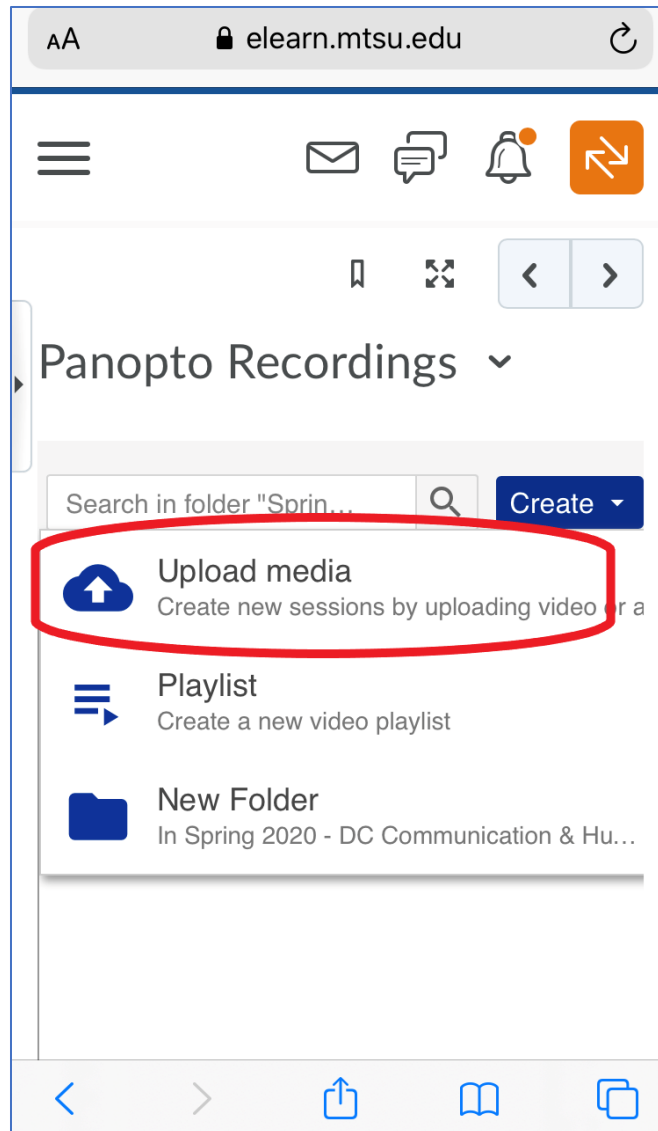 AA elearn.mtsu.edu
Panopto Recordings
Search in folder "Sprin... Create
Upload media
Create new sessions by uploading video or a
Playlist
Create a new video playlist
New Folder
In Spring 2020 - DC Communication & Hu...